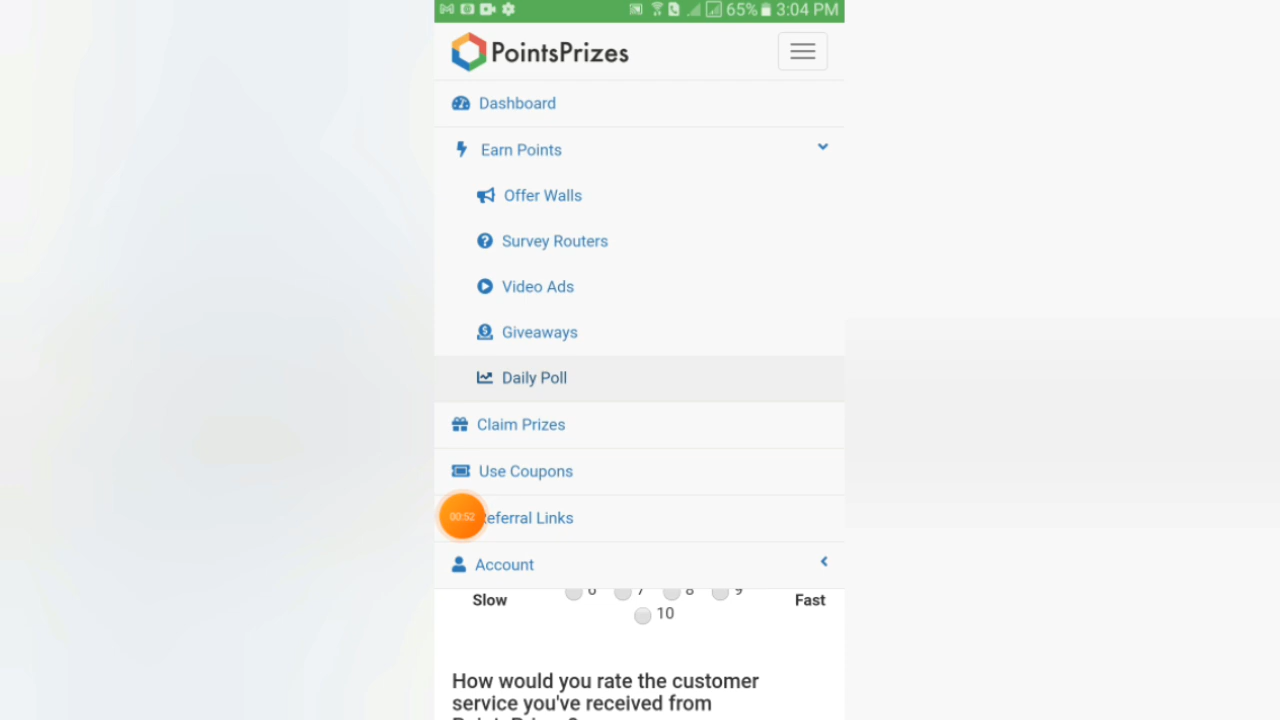 65% 3:04 PM
PointsPrizes
Dashboard
Earn Points
Offer Walls
Survey Routers
Video Ads
Giveaways
Daily Poll
Claim Prizes
Use Coupons
00:52 eferral Links
Account
6 7 8 9
Slow Fast
10
How would you rate the customer
service you've received from